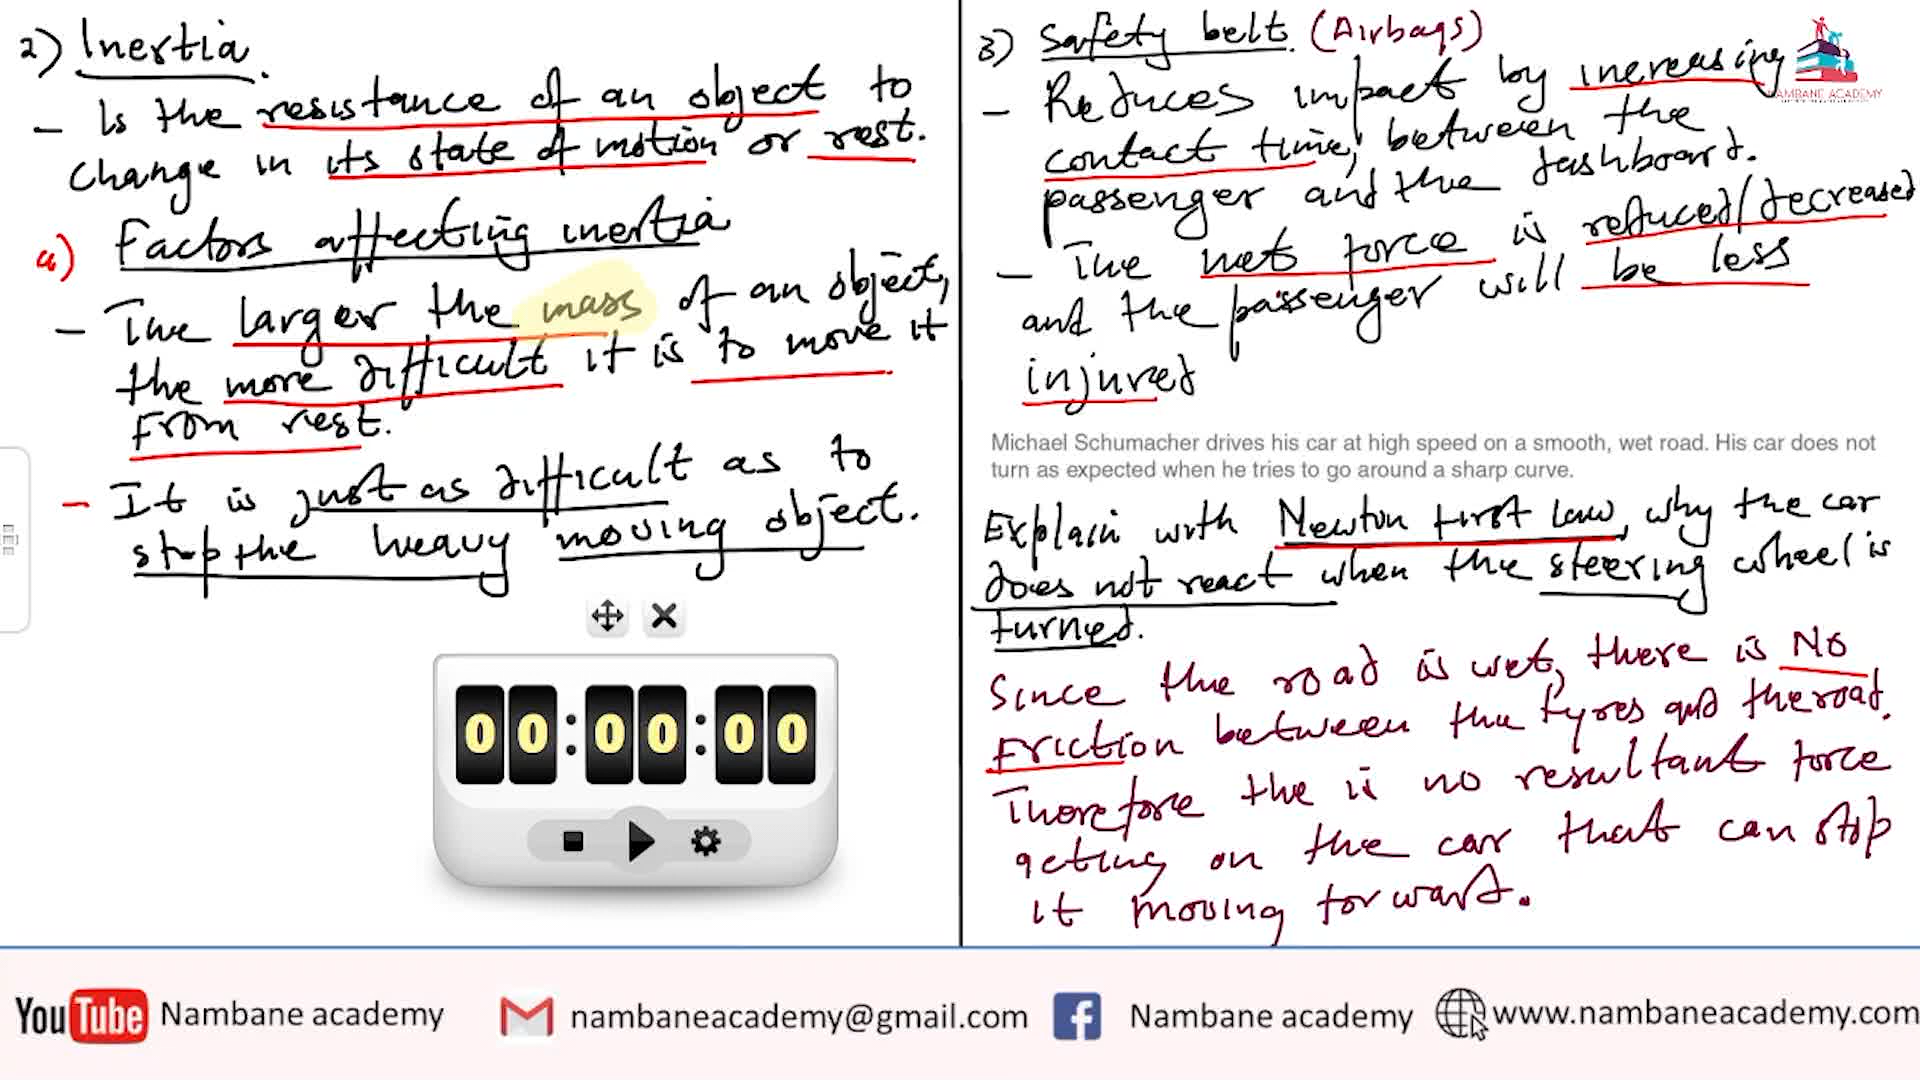 2) Inertia.
- Is the resistance of an object to
change in its state of motion or rest.
a) Factors affecting inertia
- The larger the mass of an object,
the more difficult it is to move it
from rest.
- It is just as difficult as to
stop the heavy moving object.
00:00:00
3) Safety belt. (Airbags)
- Reduces impact by increasing
contact time, between the
passenger and the dashboard.
- The net force is reduced/decreased
and the passenger will be less
injured
NAMBANE ACADEMY
Michael Schumacher drives his car at high speed on a smooth, wet road. His car does not
turn as expected when he tries to go around a sharp curve.
Explain with Newton first law, why the car
does not react when the steering wheel is
turned.
Since the road is wet, there is No
friction between the tyres and the road.
Therefore the is no resultant force
acting on the car that can stop
it moving forward.
YouTube Nambane academy nambaneacademy@gmail.com f Nambane academy www.nambaneacademy.com